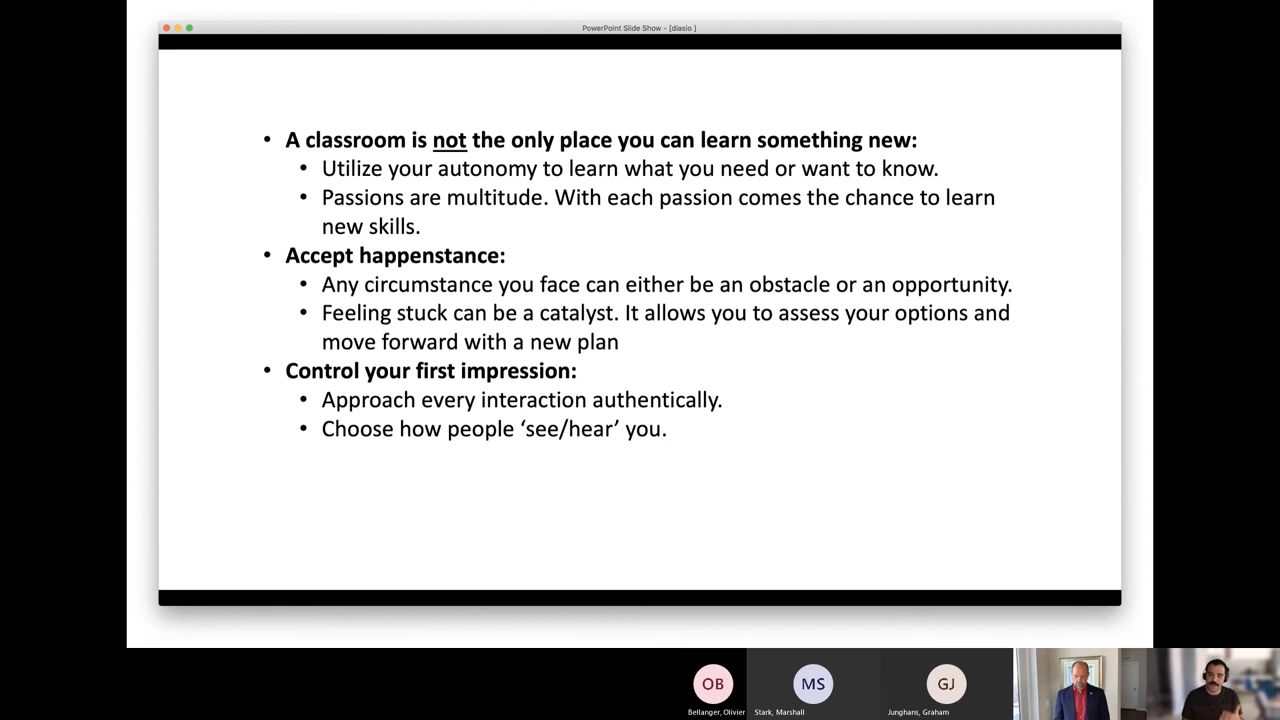 PowerPoint Slide Show - [diasio ]
• A classroom is not the only place you can learn something new:
• Utilize your autonomy to learn what you need or want to know.
• Passions are multitude. With each passion comes the chance to learn
new skills.
• Accept happenstance:
• Any circumstance you face can either be an obstacle or an opportunity.
• Feeling stuck can be a catalyst. It allows you to assess your options and
move forward with a new plan
• Control your first impression:
• Approach every interaction authentically.
• Choose how people ‘see/hear’ you.
OB
MS
GJ
Bellanger, Olivier
Stark, Marshall
Junghans, Graham